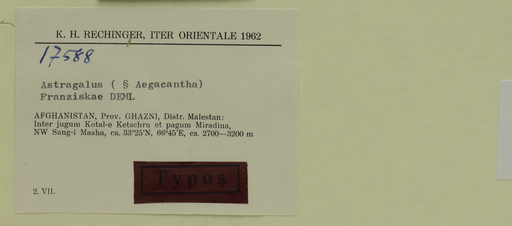 K. H. RECHINGER, ITER ORIENTALE 1962
17588
Astragalus ( § Aegacantha)
Franziskae DEML
AFGHANISTAN, Prov. GHAZNI, Distr. Malestan:
Inter jugum Kotal-e Ketschru et pagum Miradina,
NW Sang-i Masha, ca. 33°25'N, 66°45'E, ca. 2700—3200 m
2. VII.
Typus